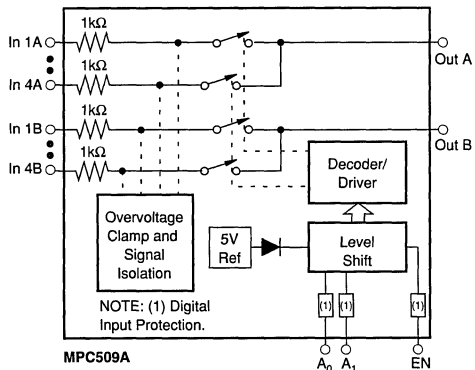 1kΩ
In 1A
Out A
1kΩ
In 4A
1kΩ
In 1B
Out B
1kΩ
In 4B
Decoder/
Driver
Overvoltage
Clamp and
Signal
Isolation
5V
Ref
Level
Shift
NOTE: (1) Digital
Input Protection.
(1)
(1)
(1)
MPC509A
A₀
A₁
EN